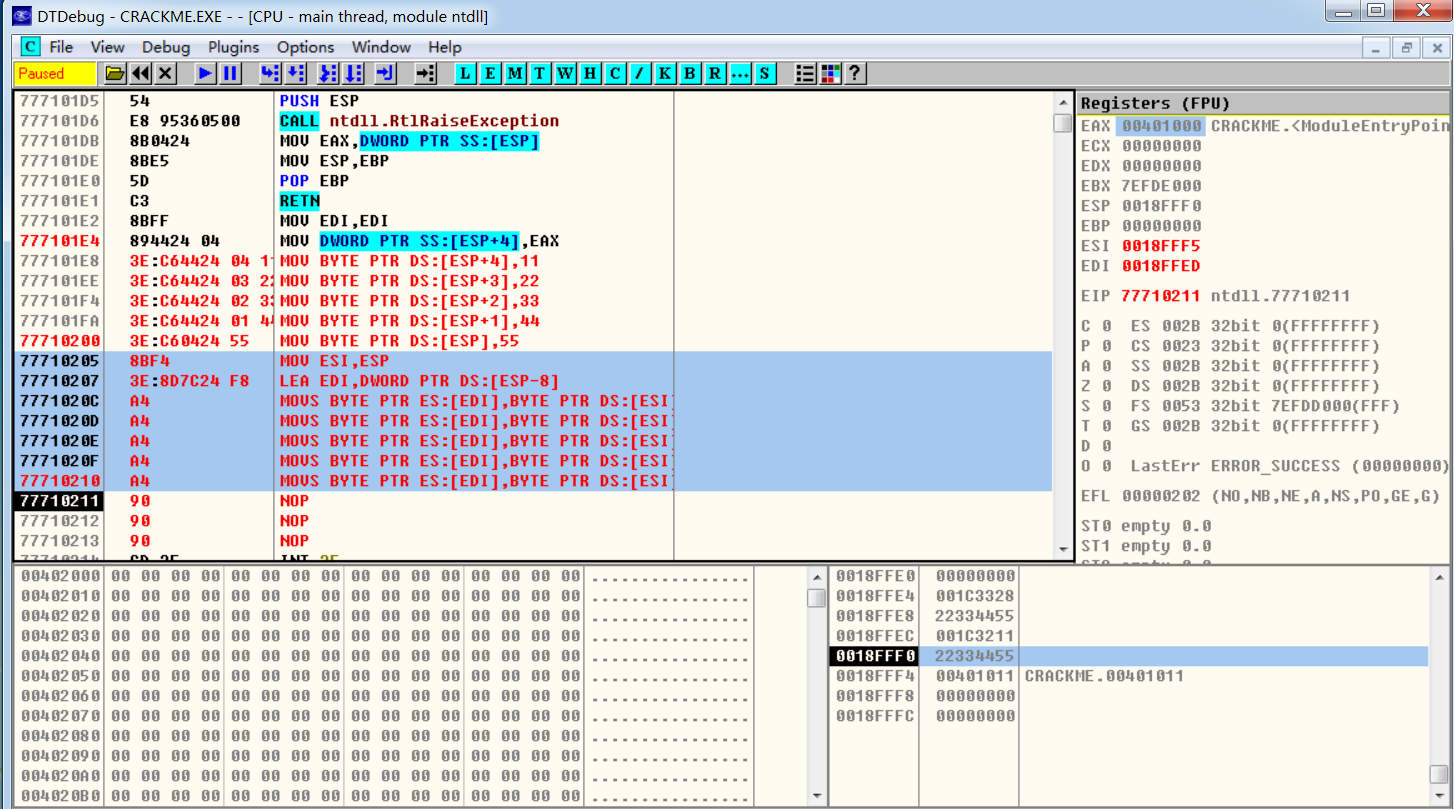 DTDebug - CRACKME.EXE - - [CPU - main thread, module ntdll]
C File View Debug Plugins Options Window Help
Paused L E M T W H C / K B R ... S ?
777101D5 54 PUSH ESP
777101D6 E8 95360500 CALL ntdll.RtlRaiseException
777101DB 8B0424 MOV EAX,DWORD PTR SS:[ESP]
777101DE 8BE5 MOV ESP,EBP
777101E0 5D POP EBP
777101E1 C3 RETN
777101E2 8BFF MOV EDI,EDI
777101E4 894424 04 MOV DWORD PTR SS:[ESP+4],EAX
777101E8 3E:C64424 04 1 MOV BYTE PTR DS:[ESP+4],11
777101EE 3E:C64424 03 22 MOV BYTE PTR DS:[ESP+3],22
777101F4 3E:C64424 02 33 MOV BYTE PTR DS:[ESP+2],33
777101FA 3E:C64424 01 44 MOV BYTE PTR DS:[ESP+1],44
77710200 3E:C60424 55 MOV BYTE PTR DS:[ESP],55
77710205 8BF4 MOV ESI,ESP
77710207 3E:8D7C24 F8 LEA EDI,DWORD PTR DS:[ESP-8]
7771020C A4 MOVS BYTE PTR ES:[EDI],BYTE PTR DS:[ESI]
7771020D A4 MOVS BYTE PTR ES:[EDI],BYTE PTR DS:[ESI]
7771020E A4 MOVS BYTE PTR ES:[EDI],BYTE PTR DS:[ESI]
7771020F A4 MOVS BYTE PTR ES:[EDI],BYTE PTR DS:[ESI]
77710210 A4 MOVS BYTE PTR ES:[EDI],BYTE PTR DS:[ESI]
77710211 90 NOP
77710212 90 NOP
77710213 90 NOP
Registers (FPU)
EAX 00401000 CRACKME.<ModuleEntryPoin
ECX 00000000
EDX 00000000
EBX 7EFDE000
ESP 0018FFF0
EBP 00000000
ESI 0018FFF5
EDI 0018FFED
EIP 77710211 ntdll.77710211
C 0 ES 002B 32bit 0(FFFFFFFF)
P 0 CS 0023 32bit 0(FFFFFFFF)
A 0 SS 002B 32bit 0(FFFFFFFF)
Z 0 DS 002B 32bit 0(FFFFFFFF)
S 0 FS 0053 32bit 7EFDD000(FFF)
T 0 GS 002B 32bit 0(FFFFFFFF)
D 0
O 0 LastErr ERROR_SUCCESS (00000000)
EFL 00000202 (NO,NB,NE,A,NS,PO,GE,G)
ST0 empty 0.0
ST1 empty 0.0
00402000 00 00 00 00 00 00 00 00 00 00 00 00 00 00 00 00 ................
00402010 00 00 00 00 00 00 00 00 00 00 00 00 00 00 00 00 ................
00402020 00 00 00 00 00 00 00 00 00 00 00 00 00 00 00 00 ................
00402030 00 00 00 00 00 00 00 00 00 00 00 00 00 00 00 00 ................
00402040 00 00 00 00 00 00 00 00 00 00 00 00 00 00 00 00 ................
00402050 00 00 00 00 00 00 00 00 00 00 00 00 00 00 00 00 ................
00402060 00 00 00 00 00 00 00 00 00 00 00 00 00 00 00 00 ................
00402070 00 00 00 00 00 00 00 00 00 00 00 00 00 00 00 00 ................
00402080 00 00 00 00 00 00 00 00 00 00 00 00 00 00 00 00 ................
00402090 00 00 00 00 00 00 00 00 00 00 00 00 00 00 00 00 ................
004020A0 00 00 00 00 00 00 00 00 00 00 00 00 00 00 00 00 ................
004020B0 00 00 00 00 00 00 00 00 00 00 00 00 00 00 00 00 ................
0018FFE0 00000000
0018FFE4 001C3328
0018FFE8 22334455
0018FFEC 001C3211
0018FFF0 22334455
0018FFF4 00401011 CRACKME.00401011
0018FFF8 00000000
0018FFFC 00000000